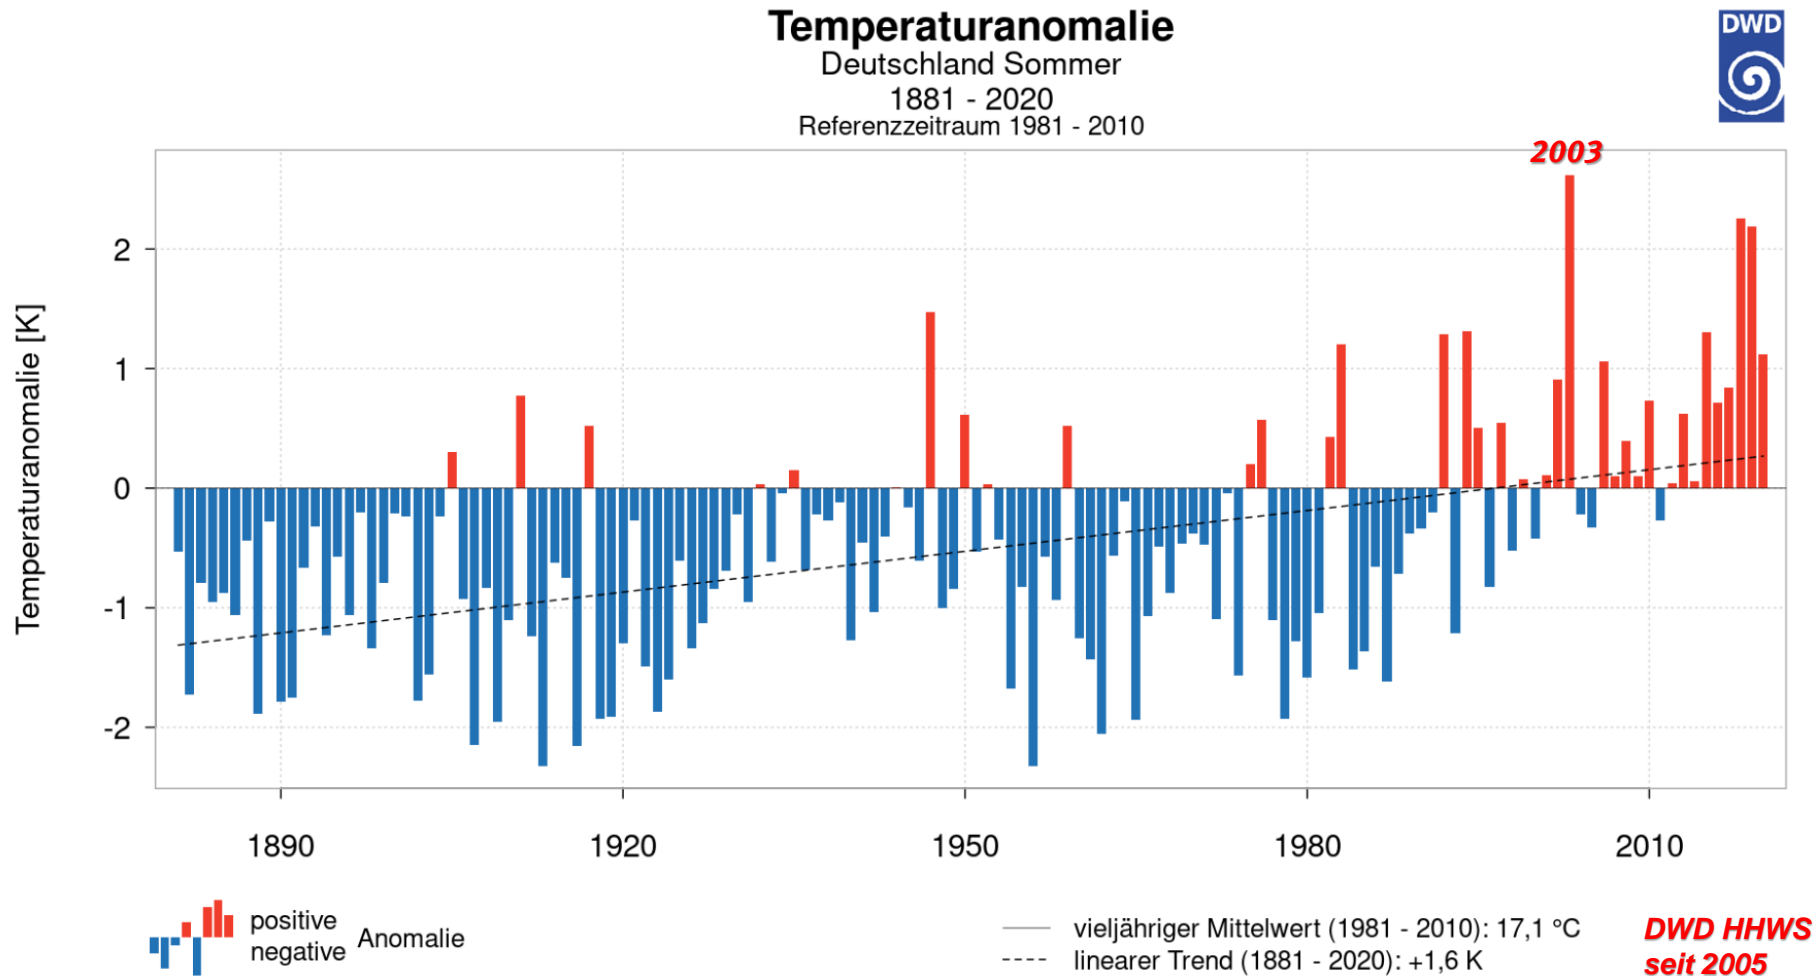 Temperaturanomalie
Deutschland Sommer
1881 - 2020
Referenzzeitraum 1981 - 2010
DWD
2003
Temperaturanomalie [K]
2
1
0
-1
-2
1890
1920
1950
1980
2010
positive
negative
Anomalie
vieljähriger Mittelwert (1981 - 2010): 17,1 °C
linearer Trend (1881 - 2020): +1,6 K
DWD HHWS
seit 2005